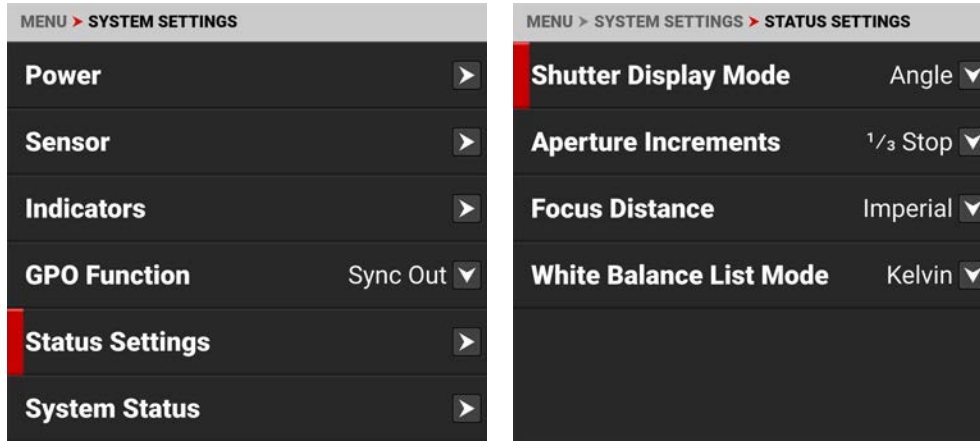 MENU > SYSTEM SETTINGS
Power
Sensor
Indicators
GPO Function Sync Out
Status Settings
System Status
MENU > SYSTEM SETTINGS > STATUS SETTINGS
Shutter Display Mode Angle
Aperture Increments 1/3 Stop
Focus Distance Imperial
White Balance List Mode Kelvin